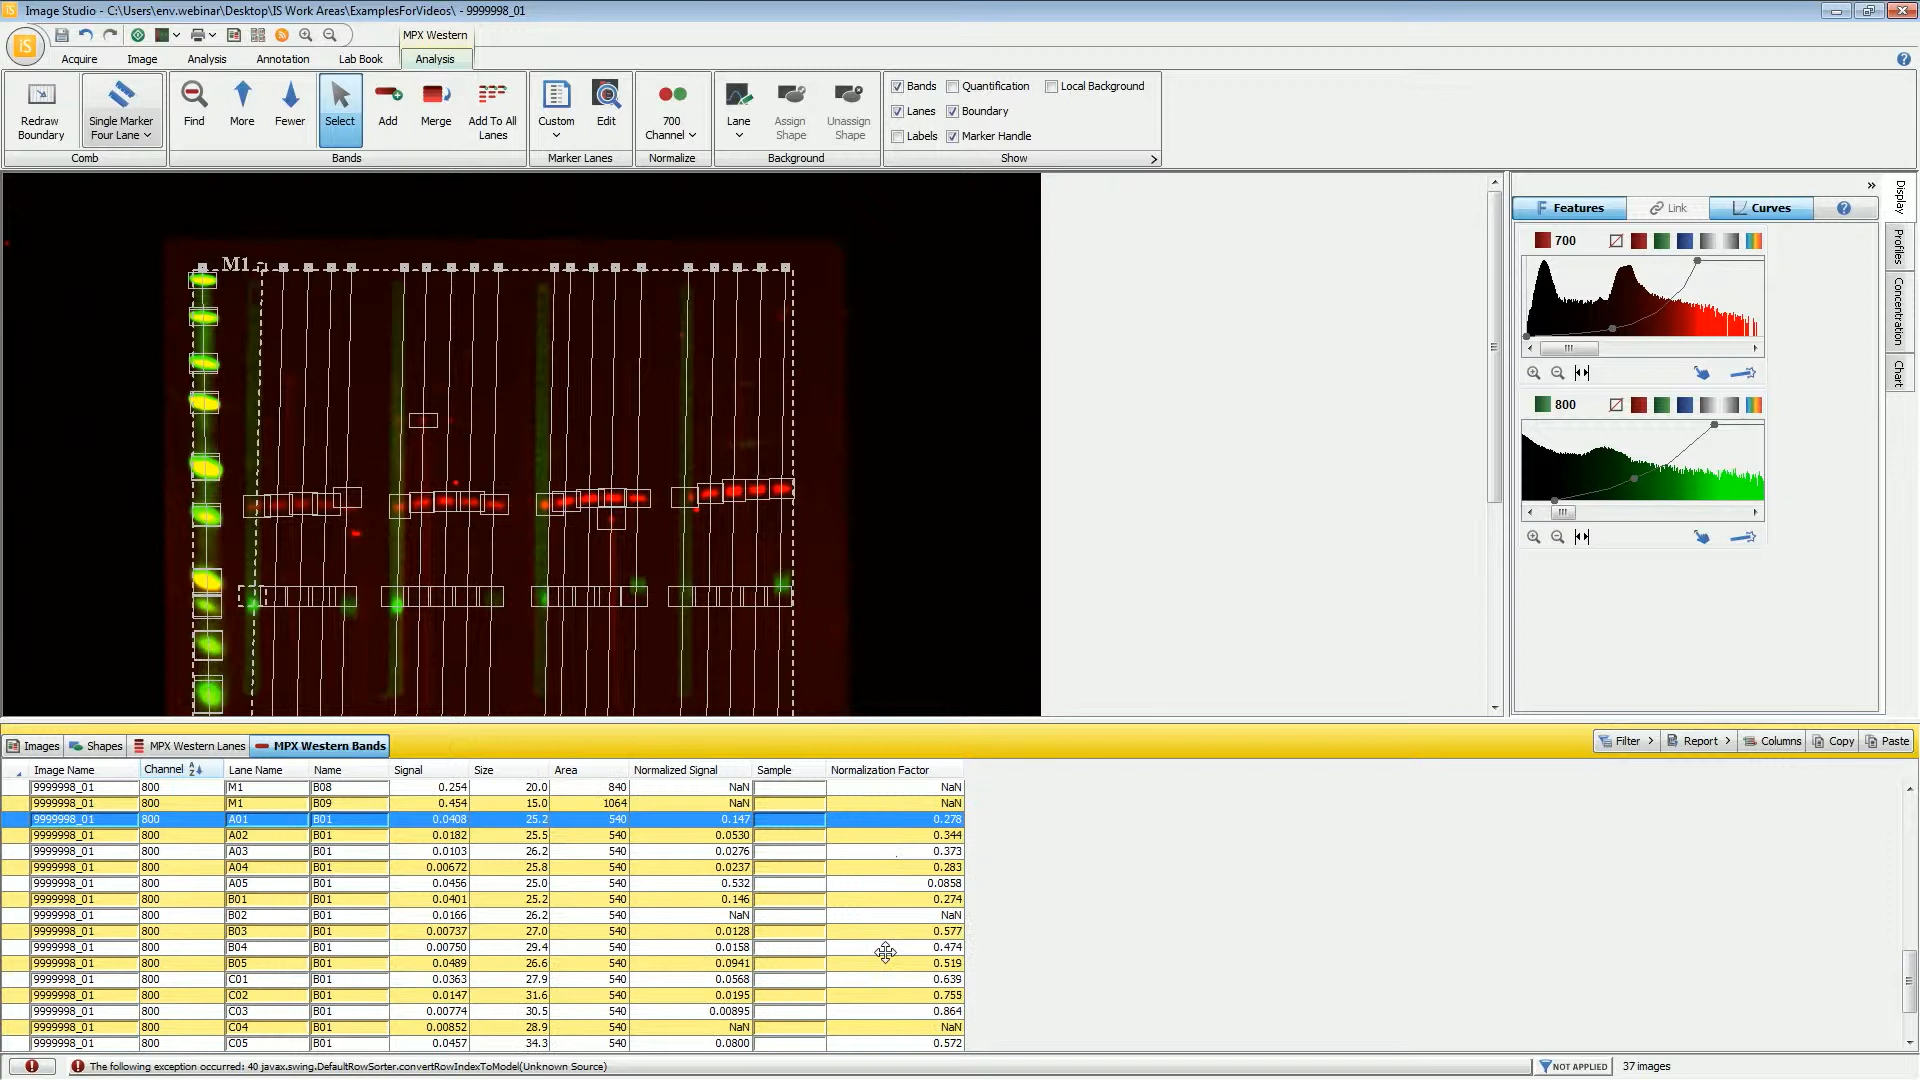 Image Studio - C:\Users\env.webinar\Desktop\IS Work Areas\ExamplesForVideos\ - 9999998_01
iS
MPX Western
Acquire Image Analysis Annotation Lab Book Analysis
Redraw Boundary
Single Marker Four Lane
Find
More
Fewer
Select
Add
Merge
Add To All Lanes
Custom
Edit
700 Channel
Lane
Assign Shape
Unassign Shape
Bands Quantification Local Background
Lanes Boundary
Labels Marker Handle
Comb Bands Marker Lanes Normalize Background Show
M1
Features Link Curves
700
800
Display
Profiles
Concentration
Chart
Images Shapes MPX Western Lanes MPX Western Bands
Filter Report Columns Copy Paste
Image Name Channel Lane Name Name Signal Size Area Normalized Signal Sample Normalization Factor
9999998_01 800 M1 B08 0.254 20.0 840 NaN NaN
9999998_01 800 M1 B09 0.454 15.0 1064 NaN NaN
9999998_01 800 A01 B01 0.0408 25.2 540 0.147 0.278
9999998_01 800 A02 B01 0.0182 25.5 540 0.0530 0.344
9999998_01 800 A03 B01 0.0103 26.2 540 0.0276 0.373
9999998_01 800 A04 B01 0.00672 25.8 540 0.0237 0.283
9999998_01 800 A05 B01 0.0456 25.0 540 0.532 0.0858
9999998_01 800 B01 B01 0.0401 25.2 540 0.146 0.274
9999998_01 800 B02 B01 0.0166 26.2 540 NaN NaN
9999998_01 800 B03 B01 0.00737 27.0 540 0.0128 0.577
9999998_01 800 B04 B01 0.00750 29.4 540 0.0158 0.474
9999998_01 800 B05 B01 0.0489 26.6 540 0.0941 0.519
9999998_01 800 C01 B01 0.0363 27.9 540 0.0568 0.639
9999998_01 800 C02 B01 0.0147 31.6 540 0.0195 0.755
9999998_01 800 C03 B01 0.00774 30.5 540 0.00895 0.864
9999998_01 800 C04 B01 0.00852 28.9 540 NaN NaN
9999998_01 800 C05 B01 0.0457 34.3 540 0.0800 0.572
The following exception occurred: 40 javax.swing.DefaultRowSorter.convertRowIndexToModel(Unknown Source)
NOT APPLIED 37 images